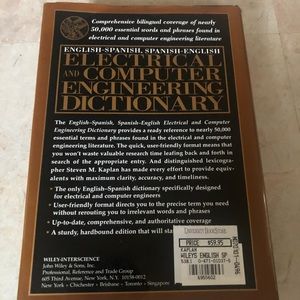 Comprehensive bilingual coverage of nearly
50,000 essential words and phrases found in
electrical and computer engineering literature
ENGLISH-SPANISH, SPANISH-ENGLISH
ELECTRICAL
AND COMPUTER
ENGINEERING
DICTIONARY
The English–Spanish, Spanish–English Electrical and Computer
Engineering Dictionary provides a ready reference to nearly 50,000
essential terms and phrases found in the electrical and computer
engineering literature. The quick, user-friendly format means that
you won't waste valuable research time leafing back and forth in
search of the appropriate entry. And distinguished lexicogra-
pher Steven M. Kaplan has made every effort to provide equiva-
lents with maximum clarity, accuracy, and timeliness.
• The only English–Spanish dictionary specifically designed
for electrical and computer engineers
• User-friendly format directs you to the precise term you need
without rerouting you to irrelevant words and phrases
• Up-to-date, comprehensive, and authoritative coverage
• A sturdy, hardbound edition that will
WILEY-INTERSCIENCE
John Wiley & Sons, Inc.
Professional, Reference and Trade Group
605 Third Avenue, New York, N.Y. 10158-0012
New York • Chichester • Brisbane • Toronto • Singapore
UNIVERSITY BOOKSTORE
PRICE $59.95
KAPLAN
WILEYS ENGLISH SP